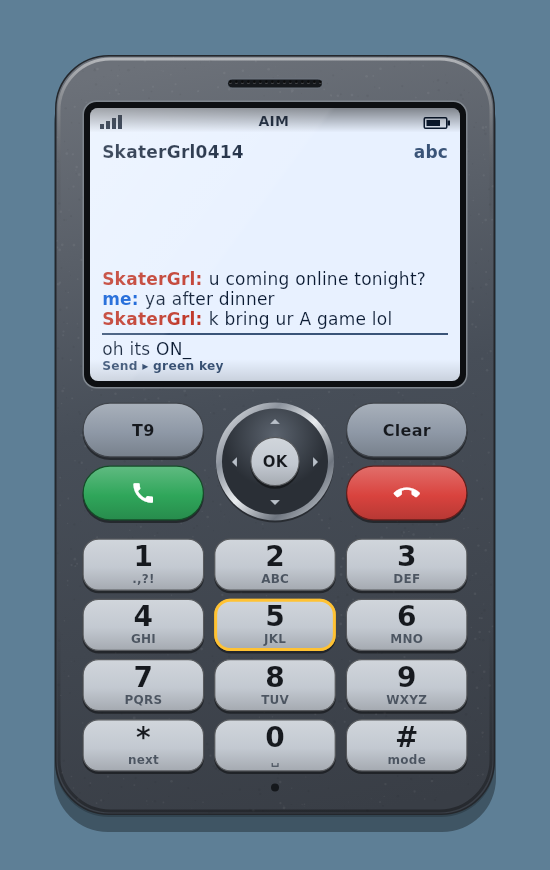 AIM
SkaterGrl0414 abc
SkaterGrl: u coming online tonight?
me: ya after dinner
SkaterGrl: k bring ur A game lol
oh its ON_
Send ▸ green key
T9 OK Clear
1 2 3
.,?! ABC DEF
4 5 6
GHI JKL MNO
7 8 9
PQRS TUV WXYZ
* 0 #
next ␣ mode